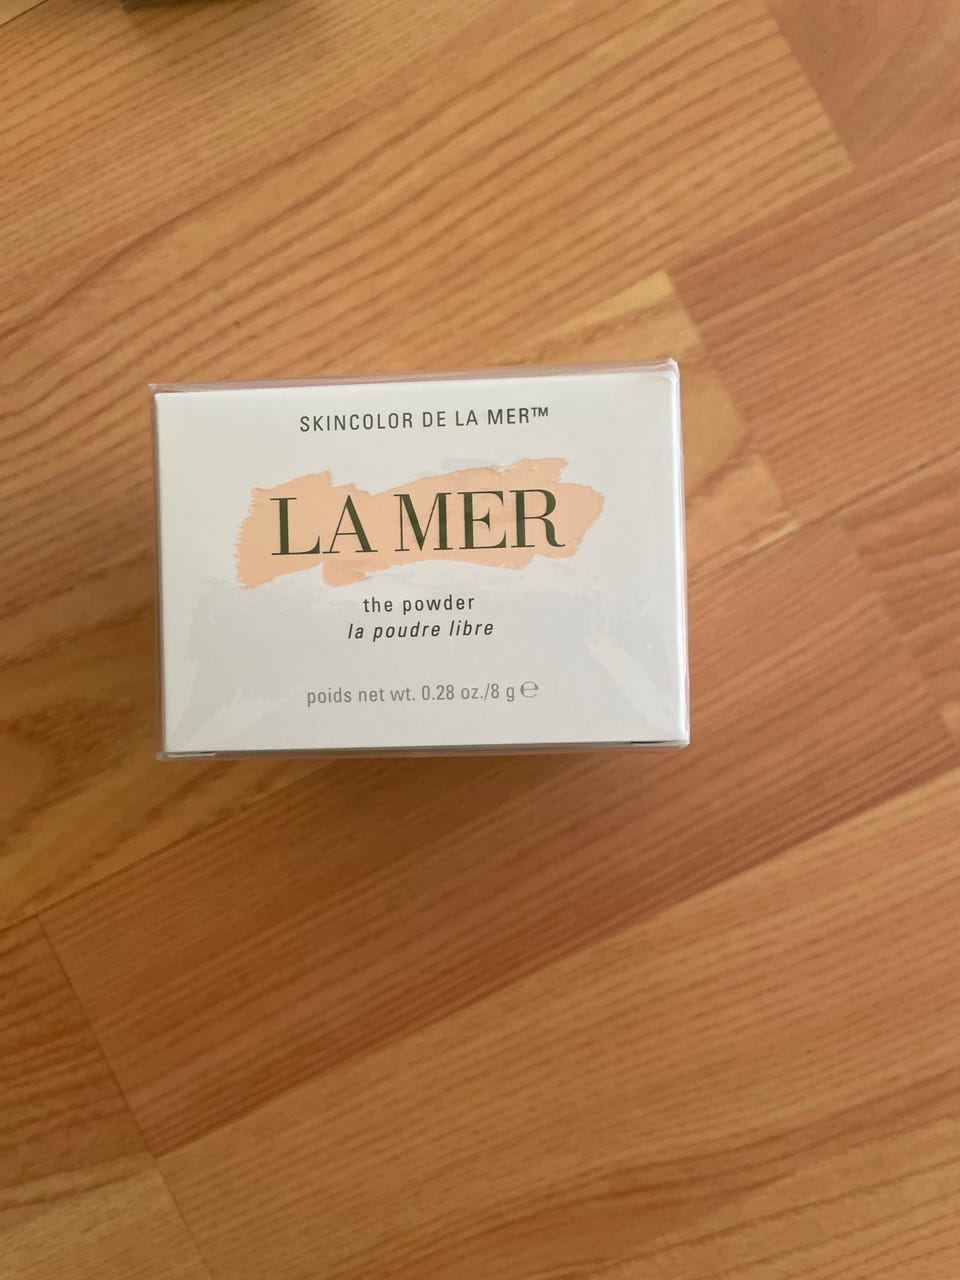 SKINCOLOR DE LA MER™
LA MER
the powder
la poudre libre
poids net wt. 0.28 oz./8 g ℮